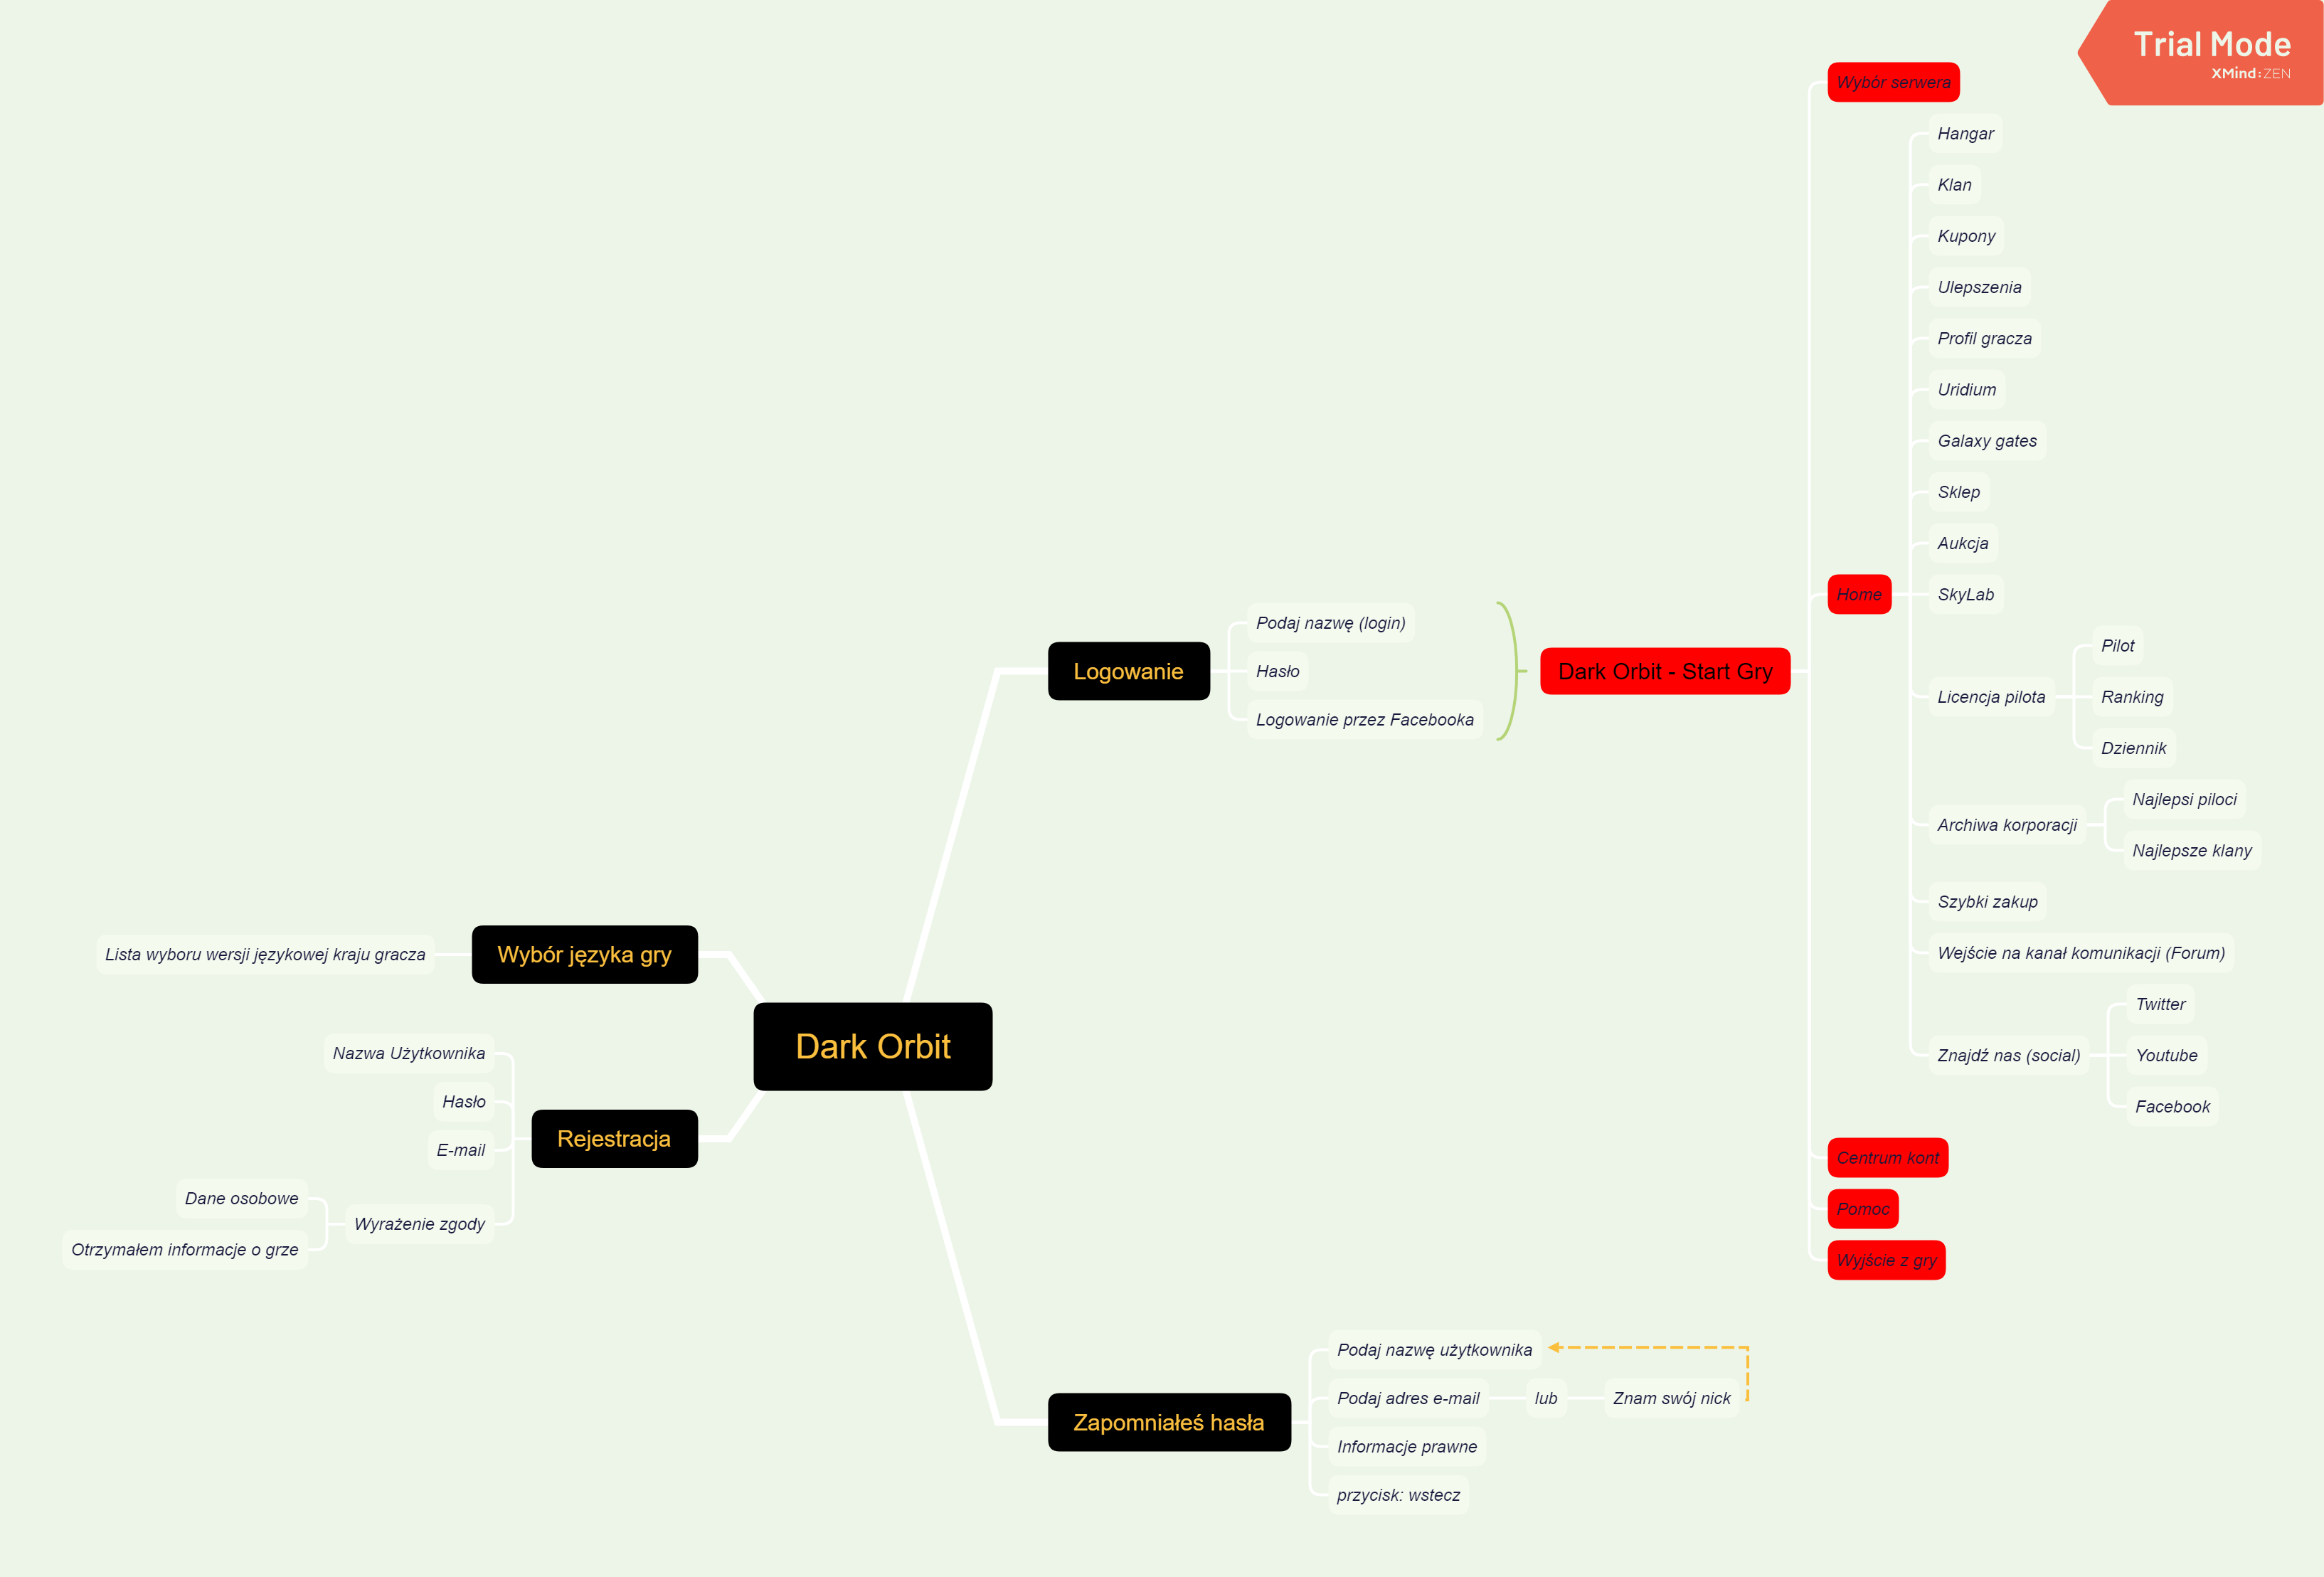 Trial Mode
XMind:ZEN
Dark Orbit
Logowanie
Podaj nazwę (login)
Hasło
Logowanie przez Facebooka
Dark Orbit - Start Gry
Wybór serwera
Home
Hangar
Klan
Kupony
Ulepszenia
Profil gracza
Uridium
Galaxy gates
Sklep
Aukcja
SkyLab
Licencja pilota
Pilot
Ranking
Dziennik
Archiwa korporacji
Najlepsi piloci
Najlepsze klany
Szybki zakup
Wejście na kanał komunikacji (Forum)
Znajdź nas (social)
Twitter
Youtube
Facebook
Centrum kont
Pomoc
Wyjście z gry
Zapomniałeś hasła
Podaj nazwę użytkownika
Podaj adres e-mail
lub
Znam swój nick
Informacje prawne
przycisk: wstecz
Wybór języka gry
Lista wyboru wersji językowej kraju gracza
Rejestracja
Nazwa Użytkownika
Hasło
E-mail
Wyrażenie zgody
Dane osobowe
Otrzymałem informacje o grze